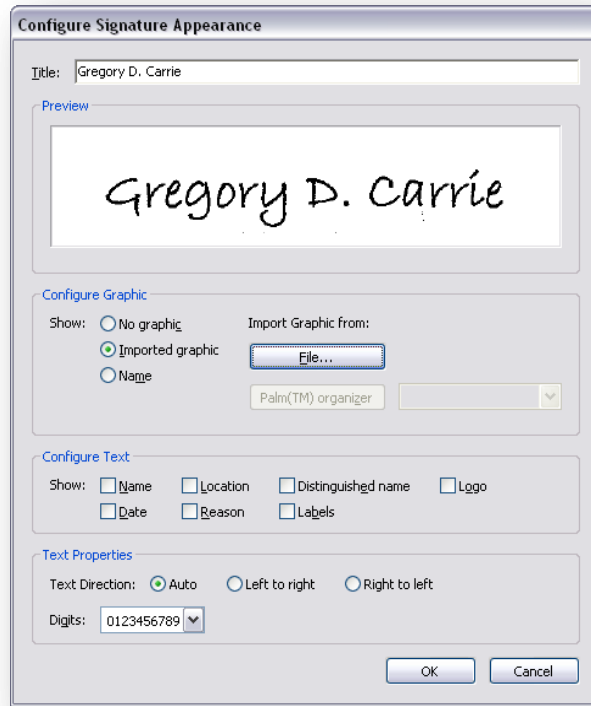 Configure Signature Appearance
Title: Gregory D. Carrie
Preview
Gregory D. Carrie
Configure Graphic
Show: No graphic Import Graphic from:
Imported graphic File...
Name
Palm(TM) organizer
Configure Text
Show: Name Location Distinguished name Logo
Date Reason Labels
Text Properties
Text Direction: Auto Left to right Right to left
Digits: 0123456789
OK Cancel